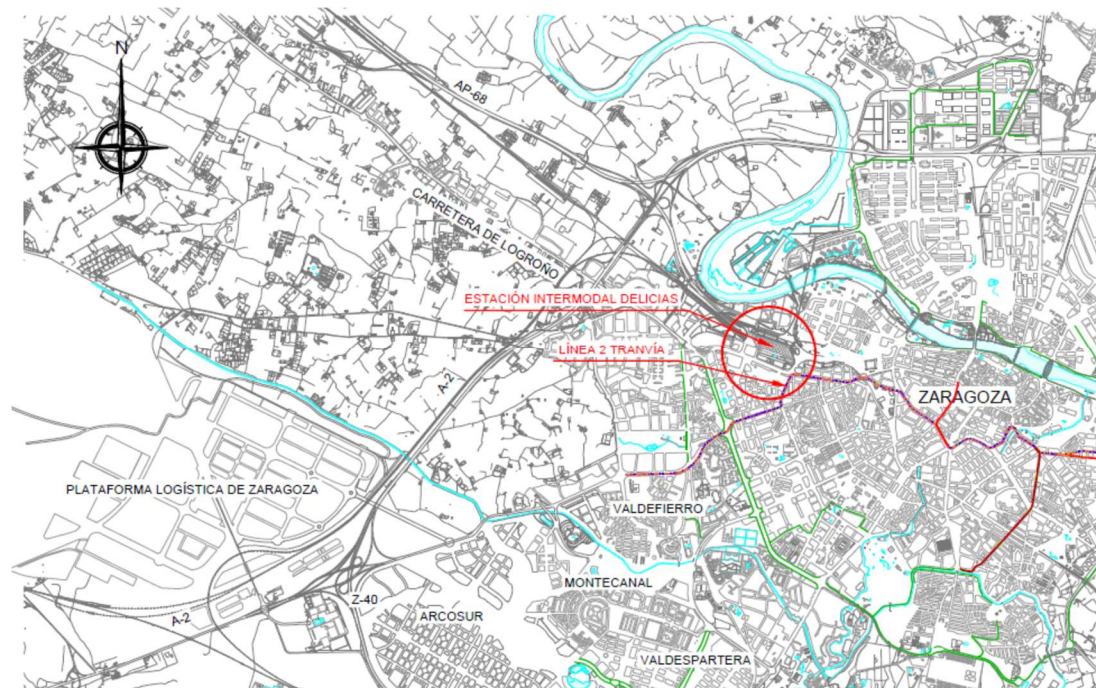 N
AP-68
CARRETERA DE LOGROÑO
ESTACIÓN INTERMODAL DELICIAS
LÍNEA 2 TRANVÍA
A-2
ZARAGOZA
PLATAFORMA LOGÍSTICA DE ZARAGOZA
VALDEFIERRO
MONTECANAL
Z-40
A-2
ARCOSUR
VALDESPARTERA